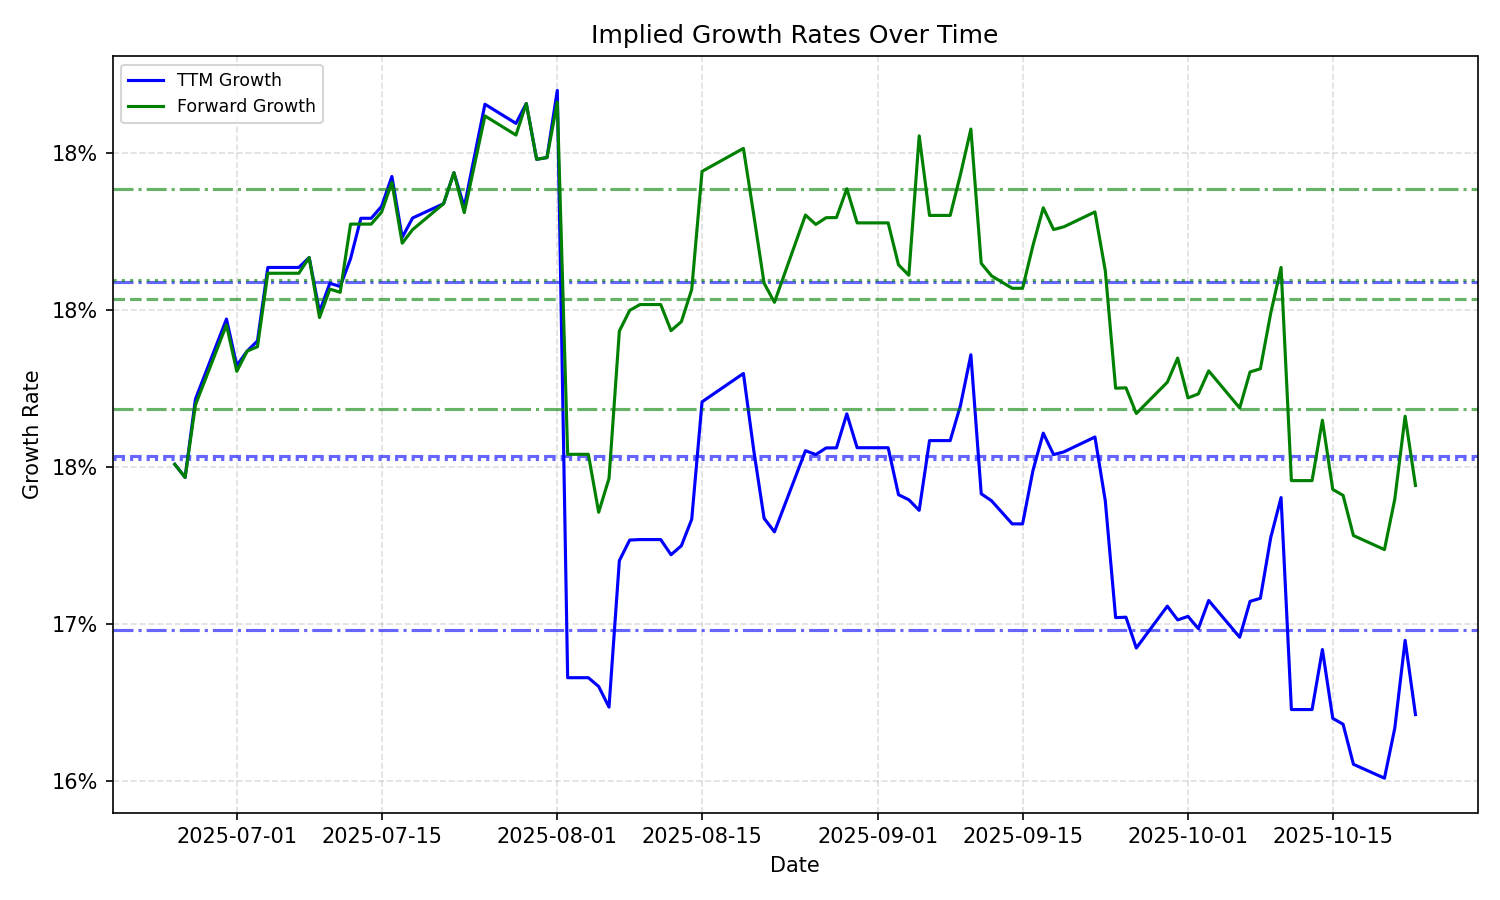 Implied Growth Rates Over Time
TTM Growth
Forward Growth
18%
18%
18%
17%
16%
Growth Rate
2025-07-01
2025-07-15
2025-08-01
2025-08-15
2025-09-01
2025-09-15
2025-10-01
2025-10-15
Date